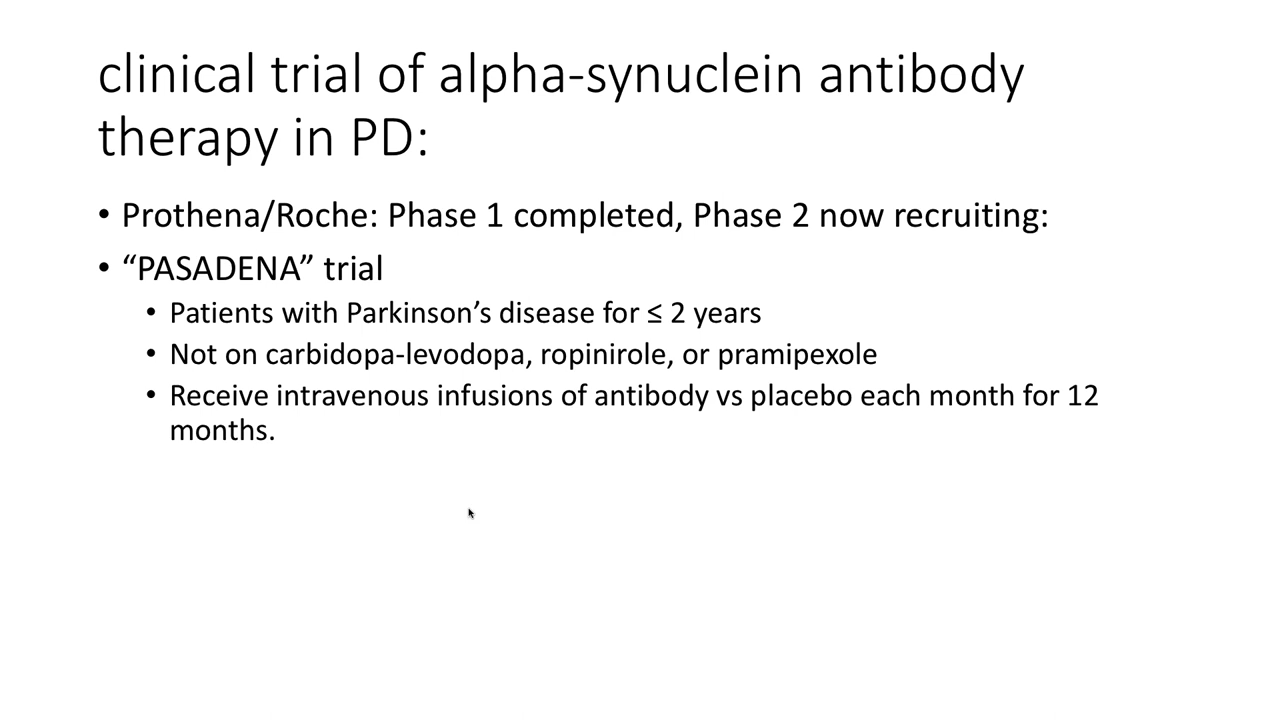 clinical trial of alpha-synuclein antibody
therapy in PD:
• Prothena/Roche: Phase 1 completed, Phase 2 now recruiting:
• “PASADENA” trial
• Patients with Parkinson’s disease for ≤ 2 years
• Not on carbidopa-levodopa, ropinirole, or pramipexole
• Receive intravenous infusions of antibody vs placebo each month for 12
months.